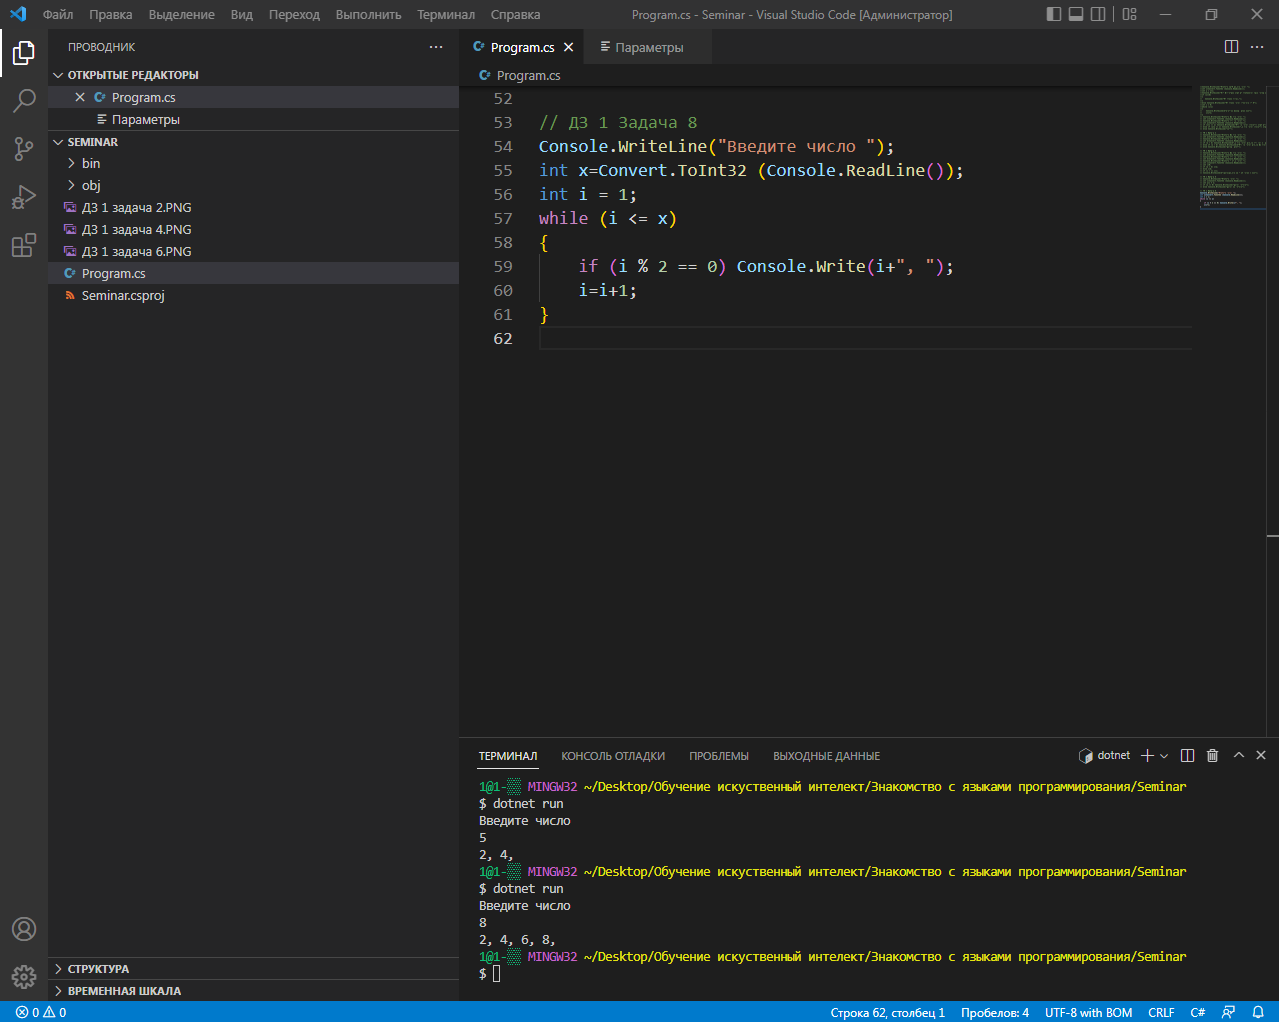 Файл Правка Выделение Вид Переход Выполнить Терминал Справка Program.cs - Seminar - Visual Studio Code [Администратор]
ПРОВОДНИК
ОТКРЫТЫЕ РЕДАКТОРЫ
Program.cs
Параметры
SEMINAR
bin
obj
ДЗ 1 задача 2.PNG
ДЗ 1 задача 4.PNG
ДЗ 1 задача 6.PNG
Program.cs
Seminar.csproj
СТРУКТУРА
ВРЕМЕННАЯ ШКАЛА
Program.cs Параметры
Program.cs
52
53 // ДЗ 1 Задача 8
54 Console.WriteLine("Введите число ");
55 int x=Convert.ToInt32 (Console.ReadLine());
56 int i = 1;
57 while (i <= x)
58 {
59 if (i % 2 == 0) Console.Write(i+", ");
60 i=i+1;
61 }
62
ТЕРМИНАЛ КОНСОЛЬ ОТЛАДКИ ПРОБЛЕМЫ ВЫХОДНЫЕ ДАННЫЕ dotnet
1@1-▒▒ MINGW32 ~/Desktop/Обучение искуственный интелект/Знакомство с языками программирования/Seminar
$ dotnet run
Введите число
5
2, 4,
1@1-▒▒ MINGW32 ~/Desktop/Обучение искуственный интелект/Знакомство с языками программирования/Seminar
$ dotnet run
Введите число
8
2, 4, 6, 8,
1@1-▒▒ MINGW32 ~/Desktop/Обучение искуственный интелект/Знакомство с языками программирования/Seminar
$
0 0 Строка 62, столбец 1 Пробелов: 4 UTF-8 with BOM CRLF C#